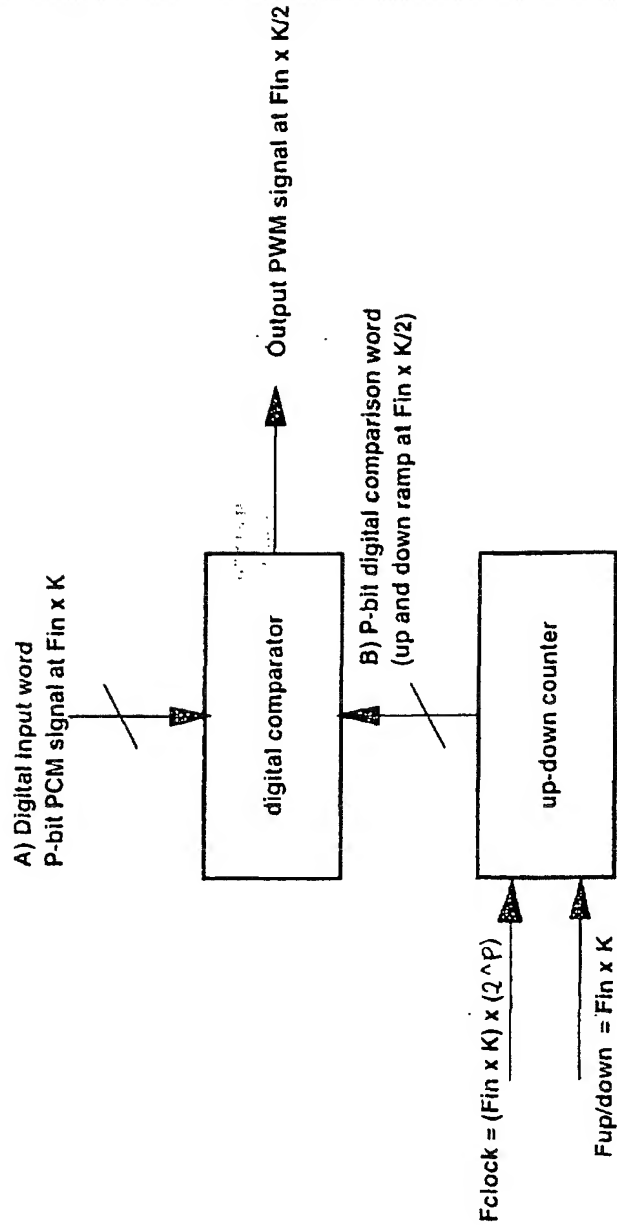 A) Digital Input word
P-bit PCM signal at Fin x K
digital comparator
Output PWM signal at Fin x K/2
B) P-bit digital comparison word
(up and down ramp at Fin x K/2)
up-down counter
Fclock = (Fin x K) x (2^P)
Fup/down = Fin x K